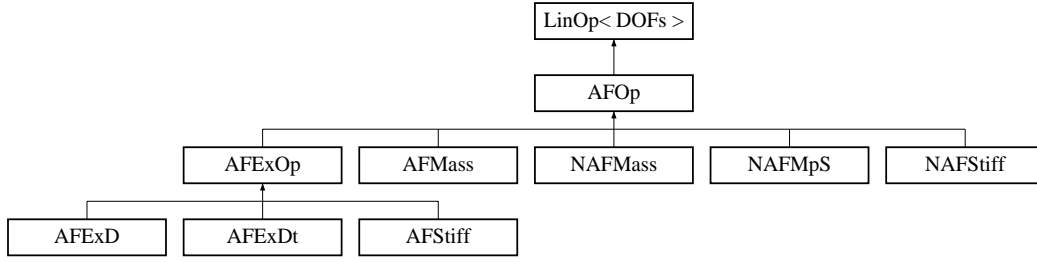 LinOp< DOFs >
AFOp
AFExOp
AFMass
NAFMass
NAFMpS
NAFStiff
AFExD
AFExDt
AFStiff